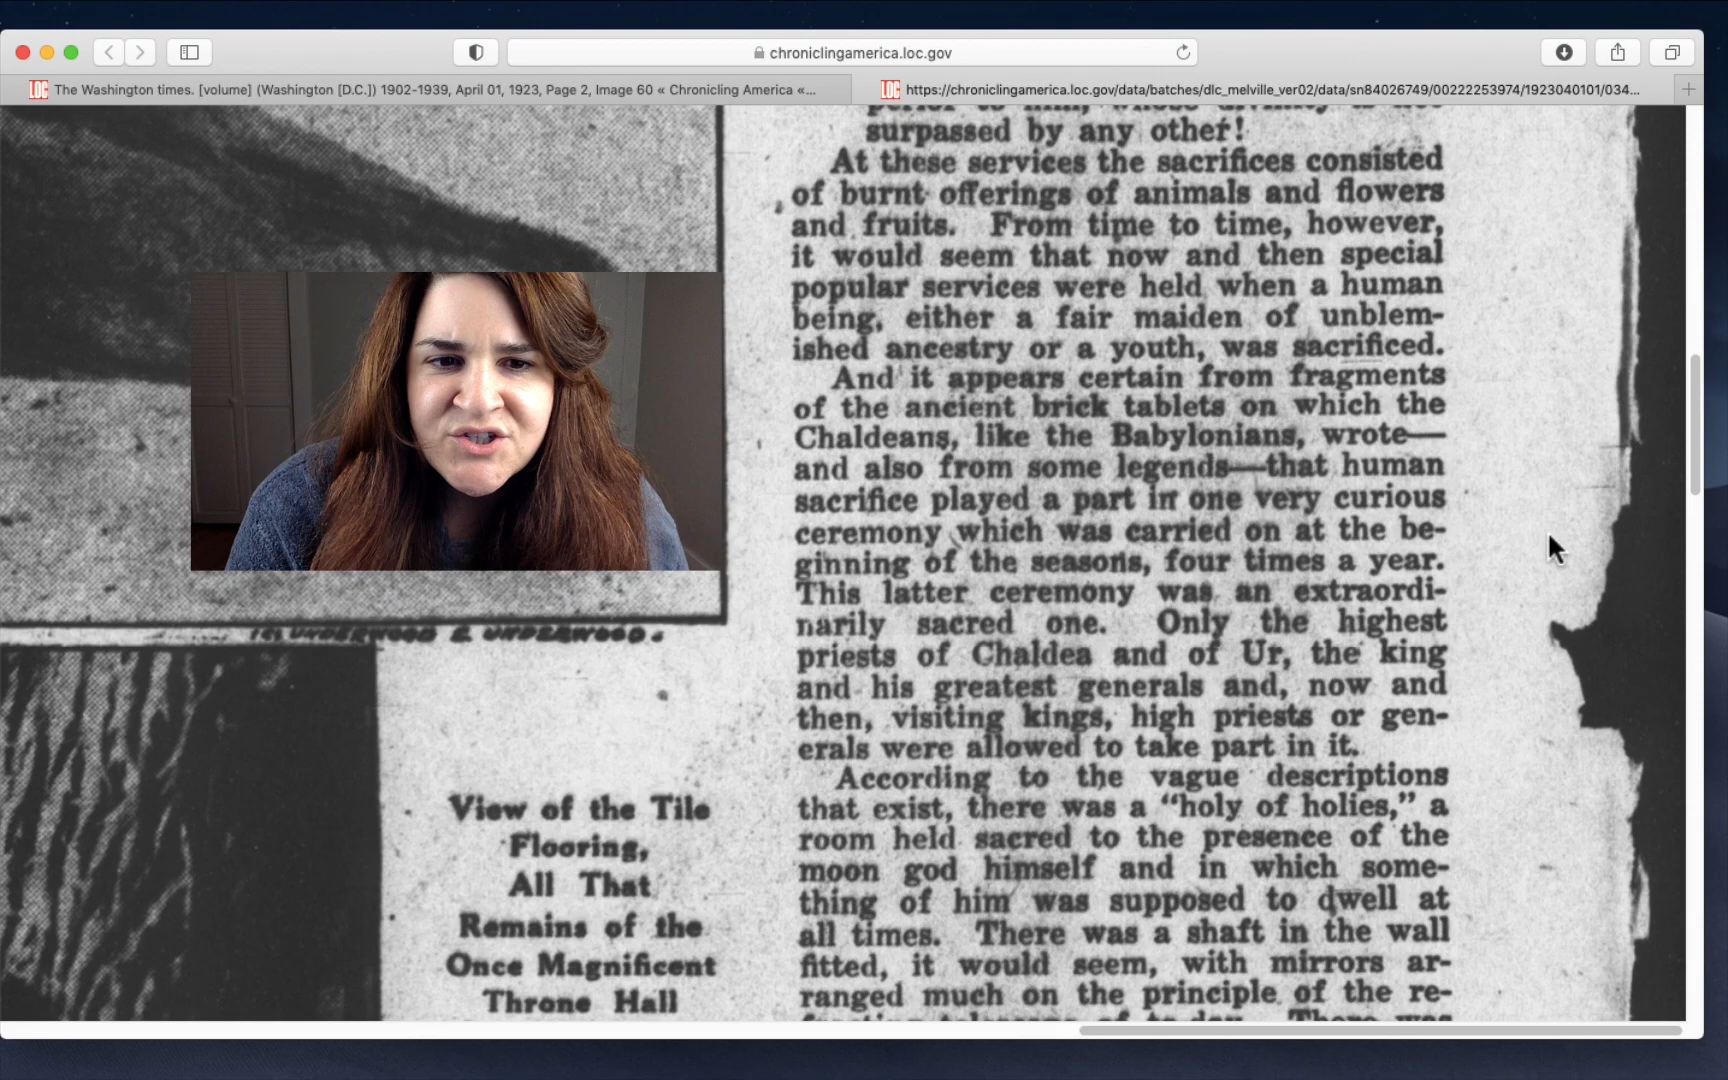 chroniclingamerica.loc.gov
LOC The Washington times. [volume] (Washington [D.C.]) 1902-1939, April 01, 1923, Page 2, Image 60 « Chronicling America «...
LOC https://chroniclingamerica.loc.gov/data/batches/dlc_melville_ver02/data/sn84026749/00222253974/1923040101/034...
surpassed by any other!
At these services the sacrifices consisted
of burnt offerings of animals and flowers
and fruits. From time to time, however,
it would seem that now and then special
popular services were held when a human
being, either a fair maiden of unblem-
ished ancestry or a youth, was sacrificed.
And it appears certain from fragments
of the ancient brick tablets on which the
Chaldeans, like the Babylonians, wrote—
and also from some legends—that human
sacrifice played a part in one very curious
ceremony which was carried on at the be-
ginning of the seasons, four times a year.
This latter ceremony was an extraordi-
narily sacred one. Only the highest
priests of Chaldea and of Ur, the king
and his greatest generals and, now and
then, visiting kings, high priests or gen-
erals were allowed to take part in it.
According to the vague descriptions
that exist, there was a "holy of holies," a
room held sacred to the presence of the
moon god himself and in which some-
thing of him was supposed to dwell at
all times. There was a shaft in the wall
fitted, it would seem, with mirrors ar-
ranged much on the principle of the re-
UNDERWOOD & UNDERWOOD.
View of the Tile
Flooring,
All That
Remains of the
Once Magnificent
Throne Hall